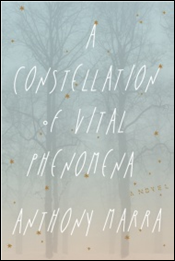 A
CONSTELLATION
OF VITAL
PHENOMENA
A NOVEL
ANTHONY MARRA